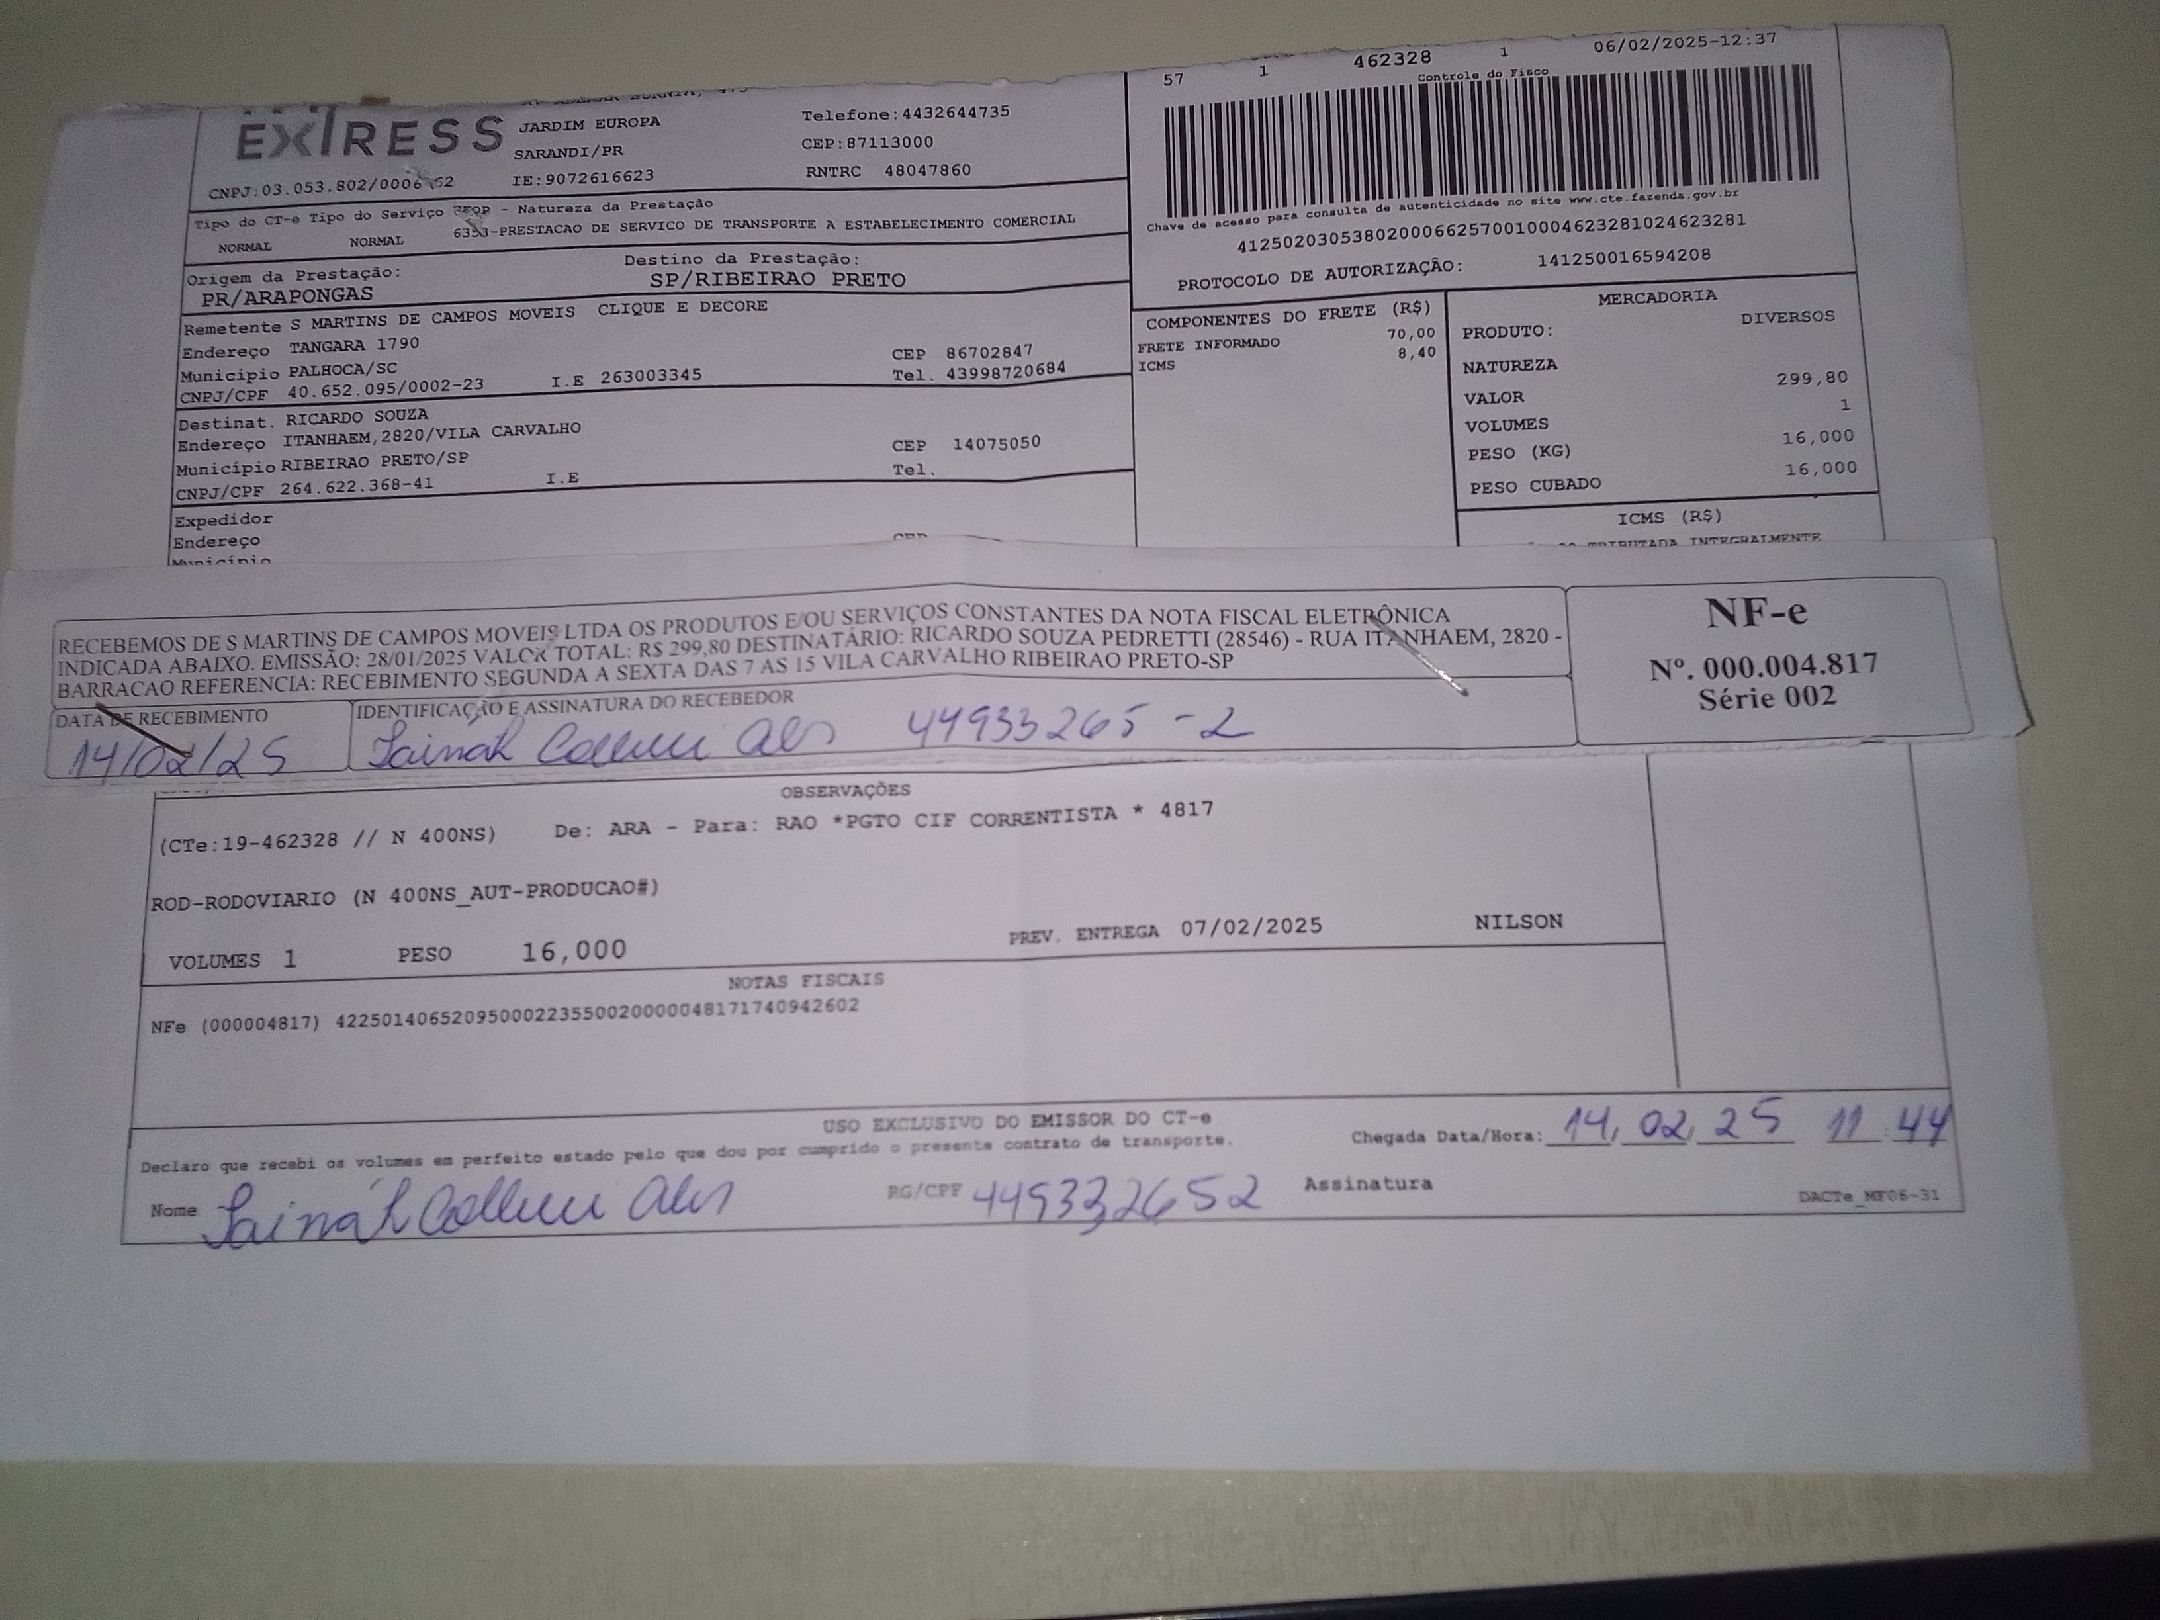 57 1 462328 1 06/02/2025-12:37
Controle do Fisco
JARDIM EUROPA
SARANDI/PR
Telefone:4432644735
CEP:87113000
CNPJ:03.053.802/0006 62 IE:9072616623 RNTRC 48047860
Tipo do CT-e Tipo do Serviço CFOP - Natureza da Prestação
NORMAL NORMAL 6353-PRESTACAO DE SERVICO DE TRANSPORTE A ESTABELECIMENTO COMERCIAL
Origem da Prestação: Destino da Prestação:
PR/ARAPONGAS SP/RIBEIRAO PRETO
Chave de acesso para consulta de autenticidade no site www.cte.fazenda.gov.br
41250203053802000662570010004623281024623281
PROTOCOLO DE AUTORIZAÇÃO: 141250016594208
Remetente S MARTINS DE CAMPOS MOVEIS CLIQUE E DECORE
Endereço TANGARA 1790 CEP 86702847
Município PALHOCA/SC Tel. 43998720684
CNPJ/CPF 40.652.095/0002-23 I.E 263003345
Destinat. RICARDO SOUZA
Endereço ITANHAEM,2820/VILA CARVALHO CEP 14075050
Município RIBEIRAO PRETO/SP Tel.
CNPJ/CPF 264.622.368-41 I.E
Expedidor
Endereço
Município
COMPONENTES DO FRETE (R$)
FRETE INFORMADO 70,00
ICMS 8,40
MERCADORIA
PRODUTO: DIVERSOS
NATUREZA
VALOR 299,80
VOLUMES 1
PESO (KG) 16,000
PESO CUBADO 16,000
ICMS (R$)
TRIBUTADA INTEGRALMENTE
RECEBEMOS DE S MARTINS DE CAMPOS MOVEIS LTDA OS PRODUTOS E/OU SERVIÇOS CONSTANTES DA NOTA FISCAL ELETRÔNICA
INDICADA ABAIXO. EMISSÃO: 28/01/2025 VALOR TOTAL: R$ 299,80 DESTINATÁRIO: RICARDO SOUZA PEDRETTI (28546) - RUA ITANHAEM, 2820 -
BARRACAO REFERENCIA: RECEBIMENTO SEGUNDA A SEXTA DAS 7 AS 15 VILA CARVALHO RIBEIRAO PRETO-SP
DATA DE RECEBIMENTO IDENTIFICAÇÃO E ASSINATURA DO RECEBEDOR
14/02/25 44933265-2
NF-e
Nº. 000.004.817
Série 002
OBSERVAÇÕES
(CTe:19-462328 // N 400NS) De: ARA - Para: RAO *PGTO CIF CORRENTISTA * 4817
ROD-RODOVIARIO (N 400NS_AUT-PRODUCAO#)
VOLUMES 1 PESO 16,000 PREV. ENTREGA 07/02/2025 NILSON
NOTAS FISCAIS
NFe (000004817) 42250140652095000223550020000048171740942602
USO EXCLUSIVO DO EMISSOR DO CT-e
Declaro que recebi os volumes em perfeito estado pelo que dou por cumprido o presente contrato de transporte.
Chegada Data/Hora: 14, 02, 25 11:44
Nome RG/CPF 449332652 Assinatura
DACTe_MF06-31